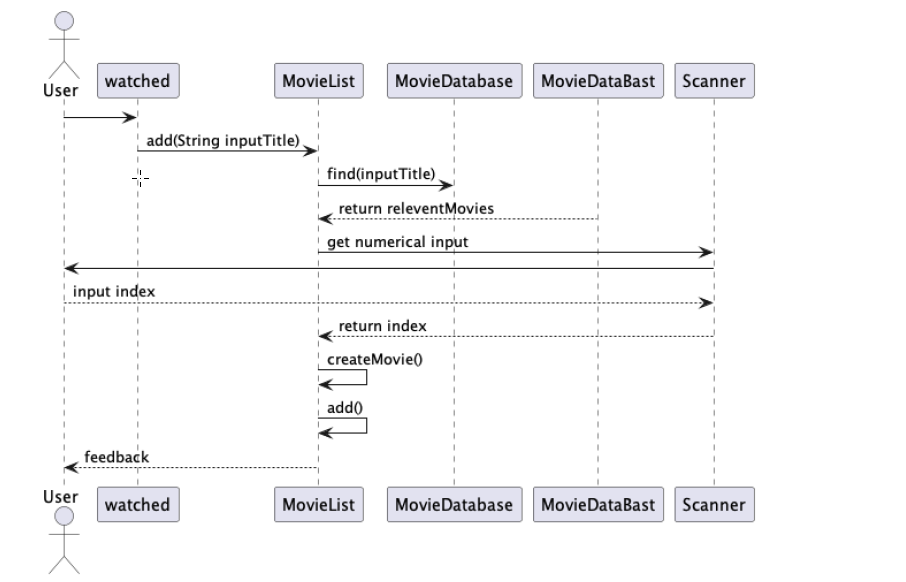 User
watched
MovieList
MovieDatabase
MovieDataBast
Scanner
add(String inputTitle)
find(inputTitle)
return releventMovies
get numerical input
input index
return index
createMovie()
add()
feedback
User
watched
MovieList
MovieDatabase
MovieDataBast
Scanner